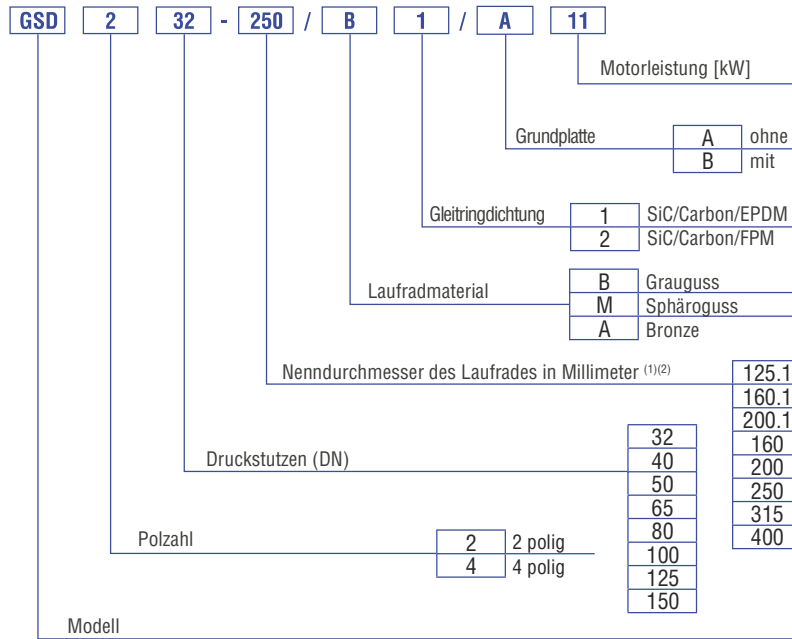 GSD 2 32 - 250 / B 1 / A 11
Motorleistung [kW]
Grundplatte A ohne
B mit
Gleitringdichtung 1 SiC/Carbon/EPDM
2 SiC/Carbon/FPM
Laufradmaterial B Grauguss
M Sphäroguss
A Bronze
Nenndurchmesser des Laufrades in Millimeter (1)(2)
125.1
160.1
200.1
160
200
250
315
400
Druckstutzen (DN)
32
40
50
65
80
100
125
150
Polzahl 2 2 polig
4 4 polig
Modell